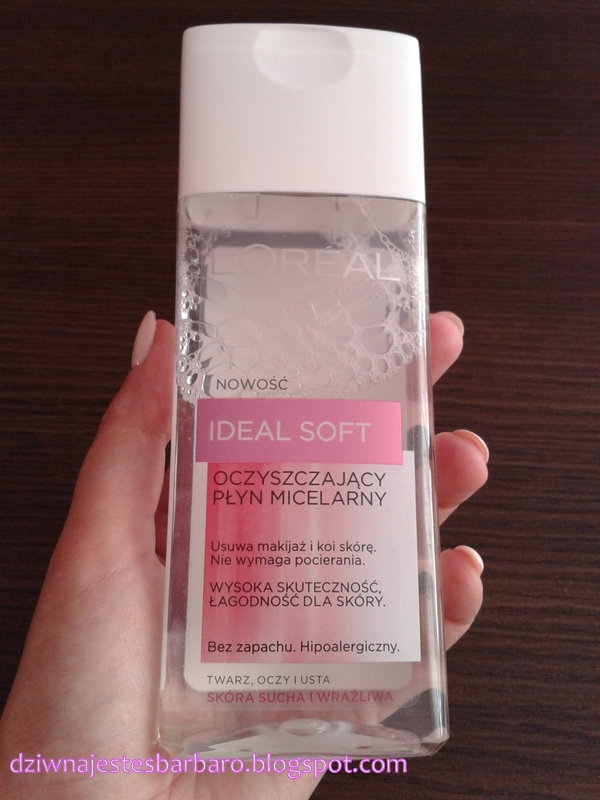 L'ORÉAL
NOWOŚĆ
IDEAL SOFT
OCZYSZCZAJĄCY
PŁYN MICELARNY
Usuwa makijaż i koi skórę.
Nie wymaga pocierania.
WYSOKA SKUTECZNOŚĆ,
ŁAGODNOŚĆ DLA SKÓRY.
Bez zapachu. Hipoalergiczny.
TWARZ, OCZY I USTA
SKÓRA SUCHA I WRAŻLIWA
dziwnajestesbarbaro.blogspot.com